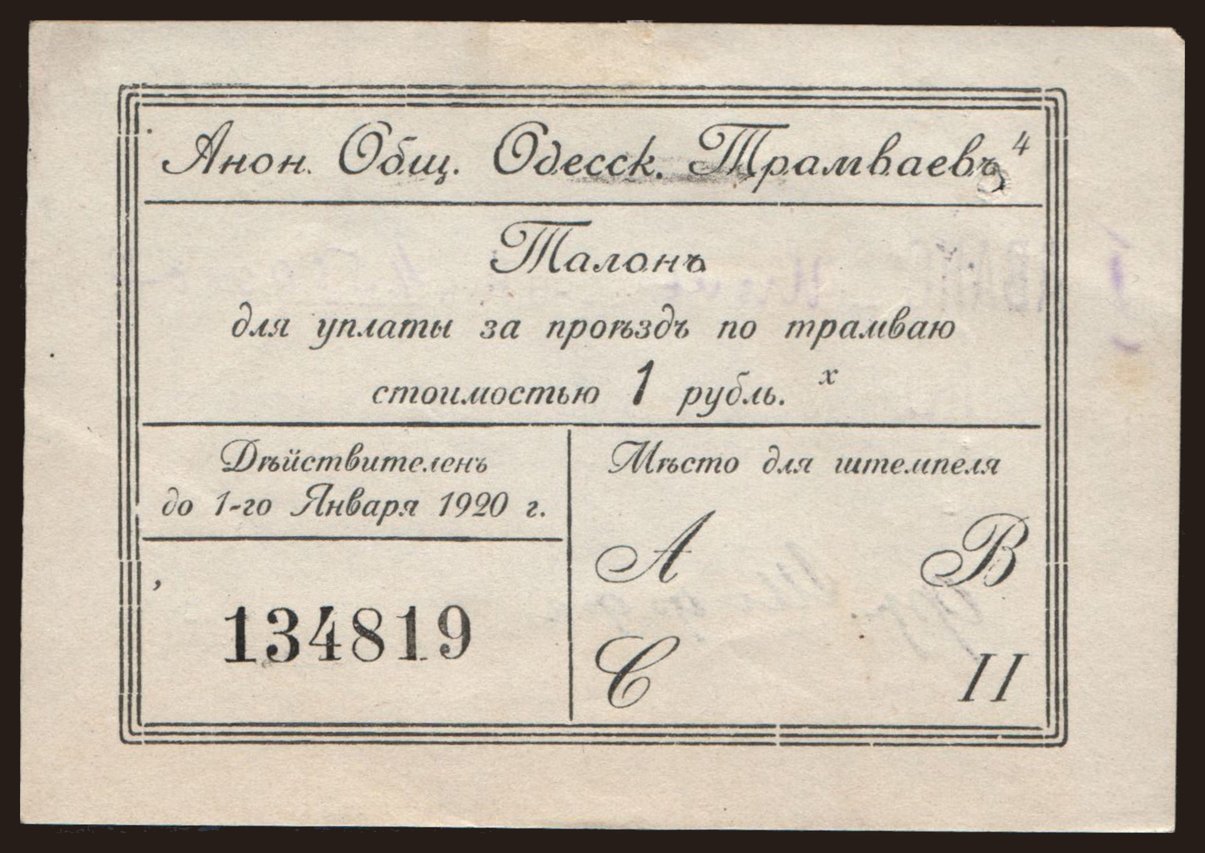 Анон. Общ. Одесск. Трамваевъ 4
Талонъ
для уплаты за проѣздъ по трамваю
стоимостью 1 рубль. х
Дѣйствителенъ
до 1-го Января 1920 г.
134819
Мѣсто для штемпеля
А В
С II